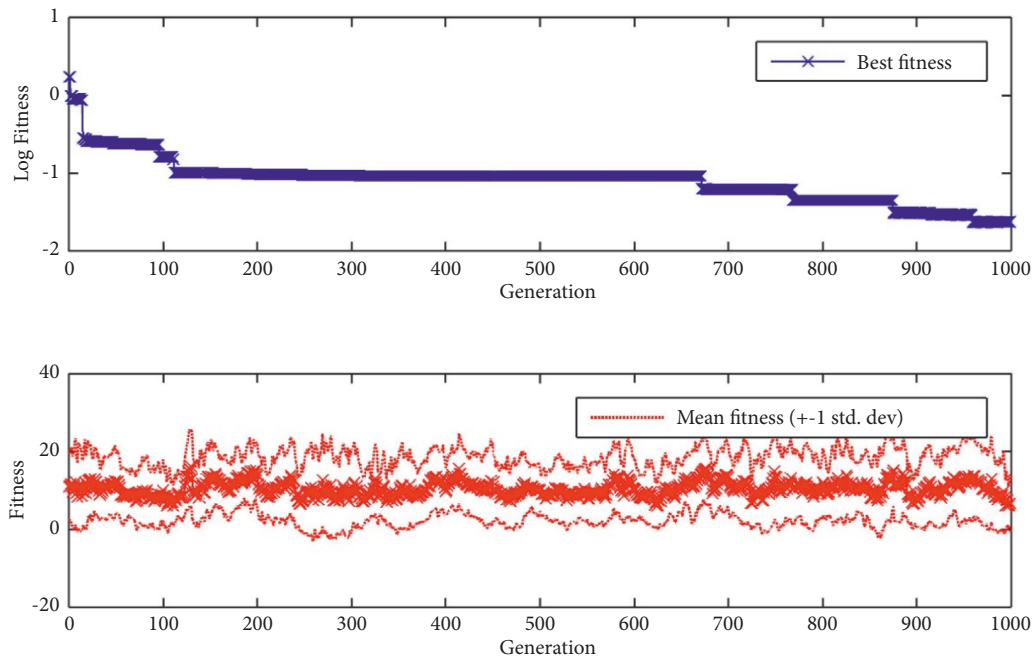 1
0
-1
-2
Log Fitness
Best fitness
0 100 200 300 400 500 600 700 800 900 1000
Generation
40
20
0
-20
Fitness
Mean fitness (+-1 std. dev)
0 100 200 300 400 500 600 700 800 900 1000
Generation